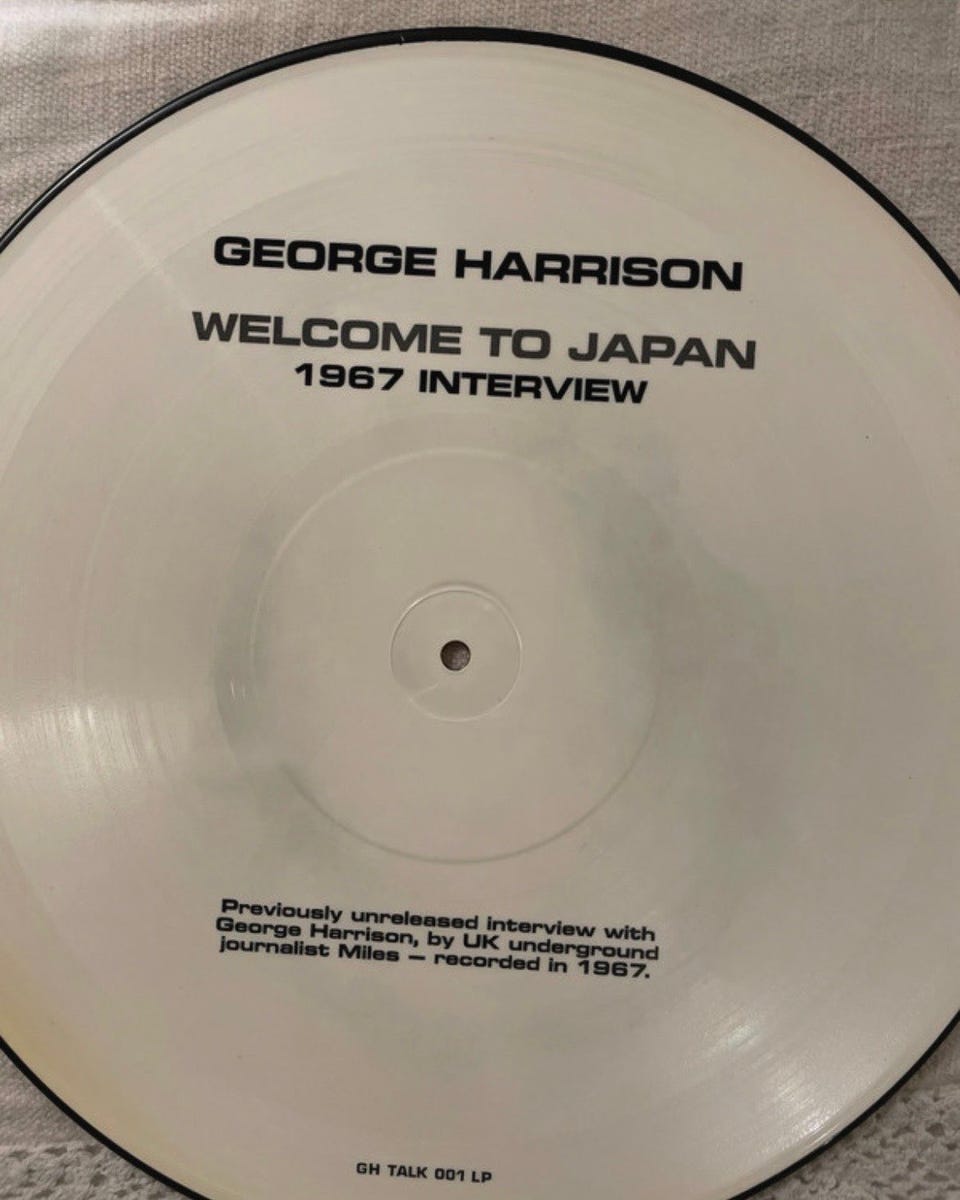 GEORGE HARRISON
WELCOME TO JAPAN
1967 INTERVIEW
Previously unreleased interview with
George Harrison, by UK underground
journalist Miles – recorded in 1967.
GH TALK 001 LP